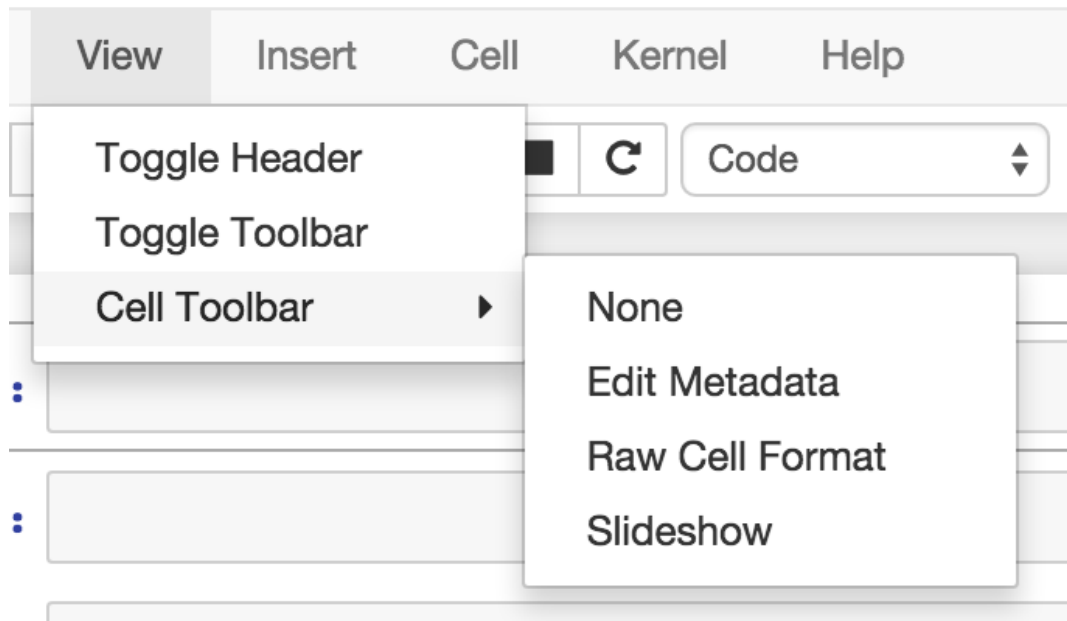 View Insert Cell Kernel Help
Toggle Header
Code
Toggle Toolbar
Cell Toolbar
None
Edit Metadata
Raw Cell Format
Slideshow